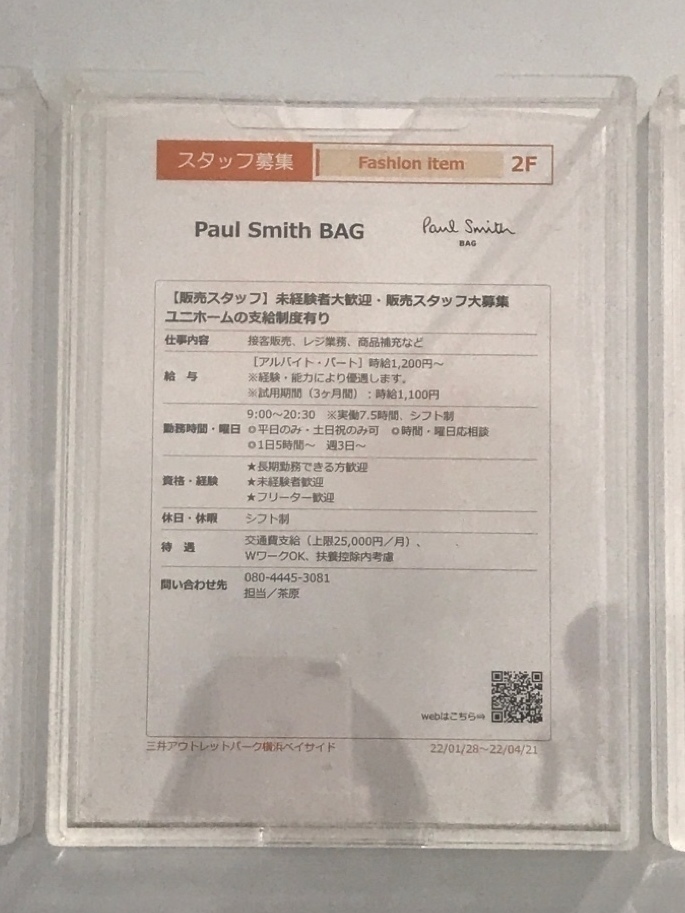 スタッフ募集
Fashion item
2F
Paul Smith BAG
Paul Smith
BAG
【販売スタッフ】未経験者大歓迎・販売スタッフ大募集
ユニホームの支給制度有り
仕事内容 接客販売、レジ業務、商品補充など
給 与 ［アルバイト・パート］時給1,200円～
※経験・能力により優遇します。
※試用期間（3ヶ月間）：時給1,100円
勤務時間・曜日 9:00～20:30 ※実働7.5時間、シフト制
◎平日のみ・土日祝のみ可 ◎時間・曜日応相談
◎1日5時間～ 週3日～
資格・経験 ★長期勤務できる方歓迎
★未経験者歓迎
★フリーター歓迎
休日・休暇 シフト制
待 遇 交通費支給（上限25,000円／月）、
WワークOK、扶養控除内考慮
問い合わせ先 080-4445-3081
担当／茶原
webはこちら⇒
三井アウトレットパーク横浜ベイサイド
22/01/28～22/04/21